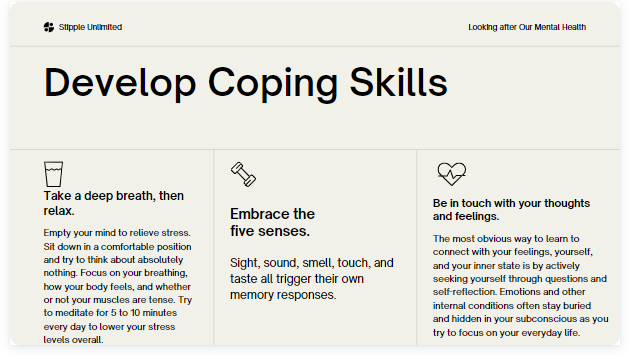 Stipple Unlimited
Looking after Our Mental Health
Develop Coping Skills
Take a deep breath, then
relax.
Empty your mind to relieve stress.
Sit down in a comfortable position
and try to think about absolutely
nothing. Focus on your breathing,
how your body feels, and whether
or not your muscles are tense. Try
to meditate for 5 to 10 minutes
every day to lower your stress
levels overall.
Embrace the
five senses.
Sight, sound, smell, touch, and
taste all trigger their own
memory responses.
Be in touch with your thoughts
and feelings.
The most obvious way to learn to
connect with your feelings, yourself,
and your inner state is by actively
seeking yourself through questions and
self-reflection. Emotions and other
internal conditions often stay buried
and hidden in your subconscious as you
try to focus on your everyday life.